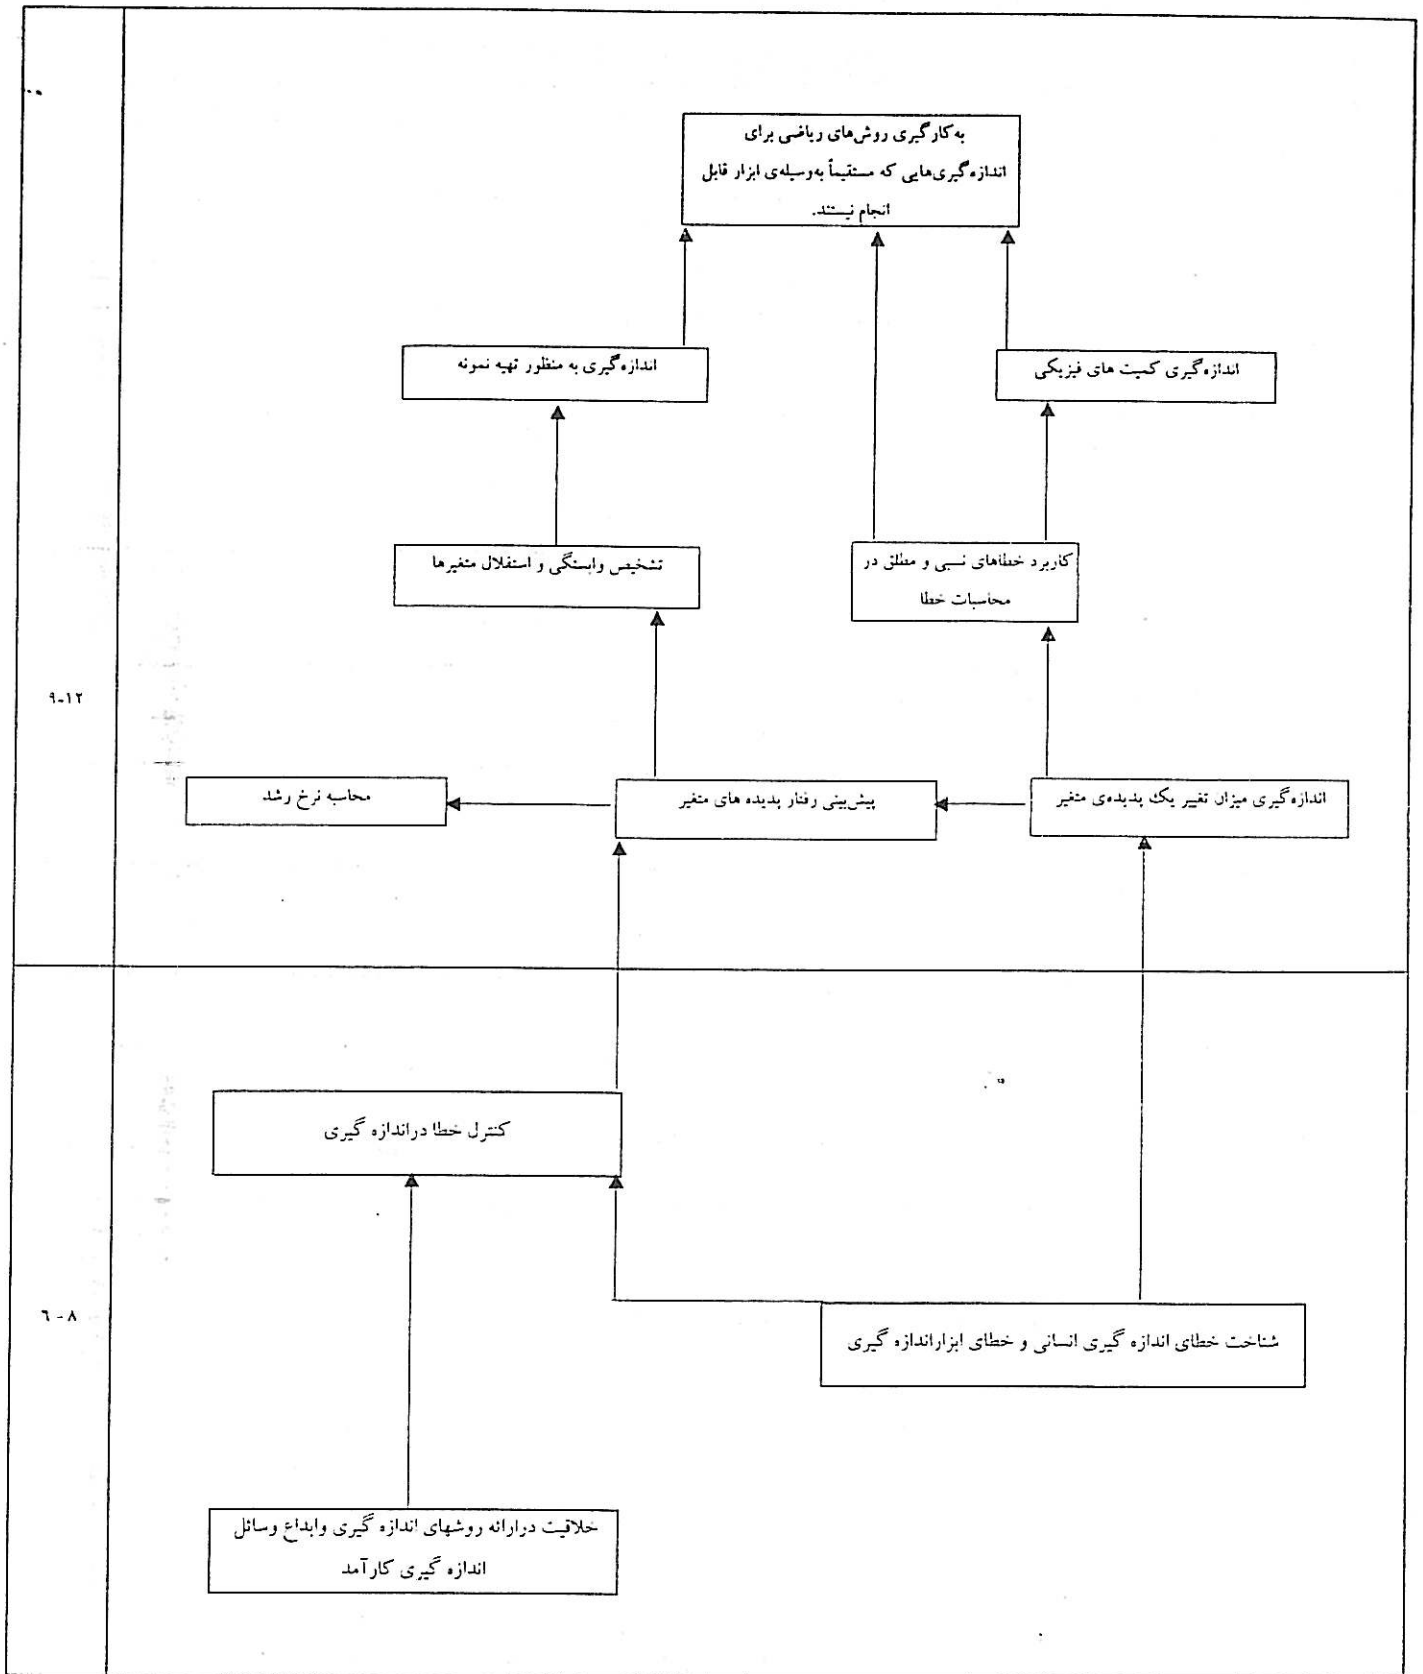 به‌کارگیری روش‌های ریاضی برای
اندازه‌گیری‌هایی که مستقیماً به‌وسیله‌ی ابزار قابل
انجام نیستند.
اندازه‌گیری کمیت های فیزیکی
اندازه‌گیری به منظور تهیه نمونه
کاربرد خطاهای نسبی و مطلق در
محاسبات خطا
تشخیص وابستگی و استقلال متغیرها
۹-۱۲
اندازه‌گیری میزان تغییر یک پدیده‌ی متغیر
پیش‌بینی رفتار پدیده های متغیر
محاسبه نرخ رشد
کنترل خطا دراندازه گیری
٦ - ۸
شناخت خطای اندازه گیری انسانی و خطای ابزاراندازه گیری
خلاقیت درارائه روشهای اندازه گیری وابداع وسائل
اندازه گیری کارآمد